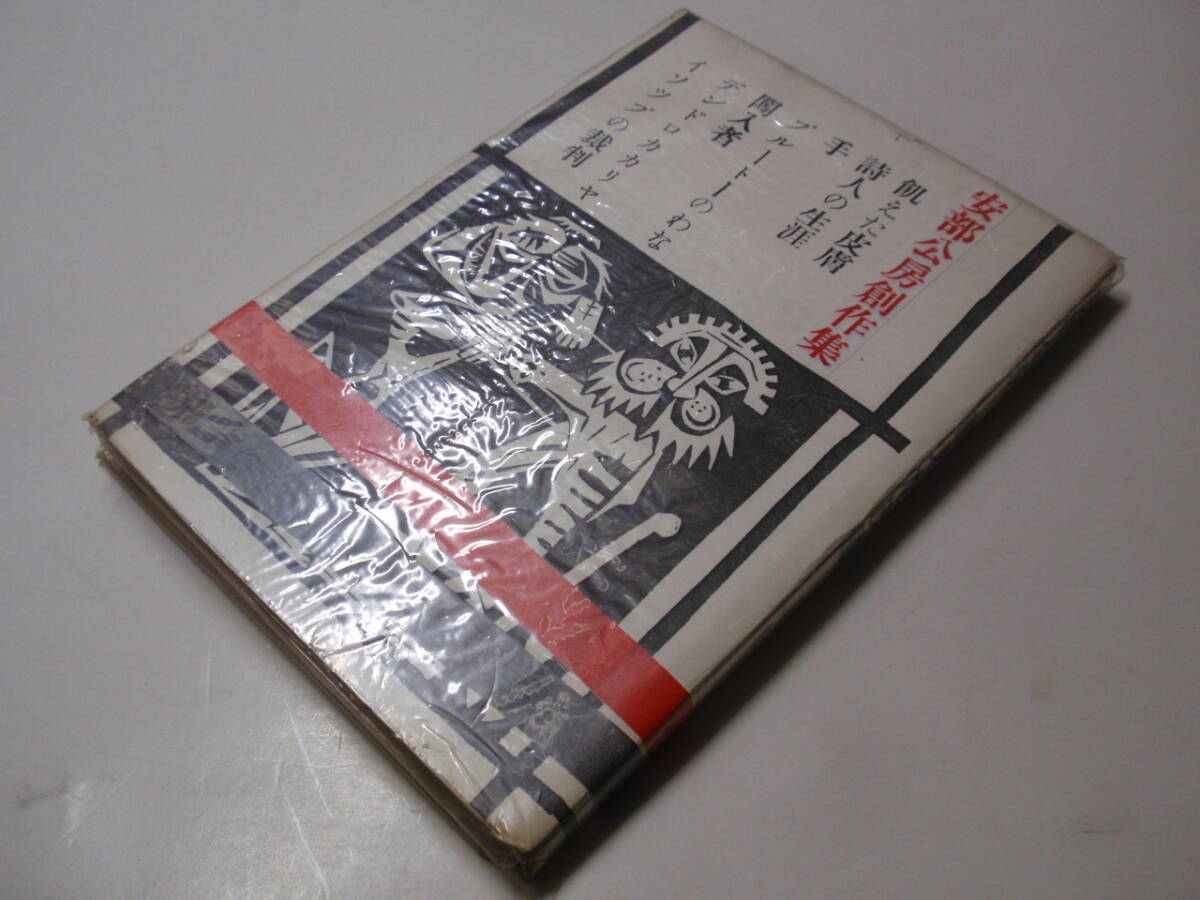 安部公房創作集
飢えた皮膚
詩人の生涯
手
プルートーのわな
闖入者
デンドロカカリヤ
イソップの裁判